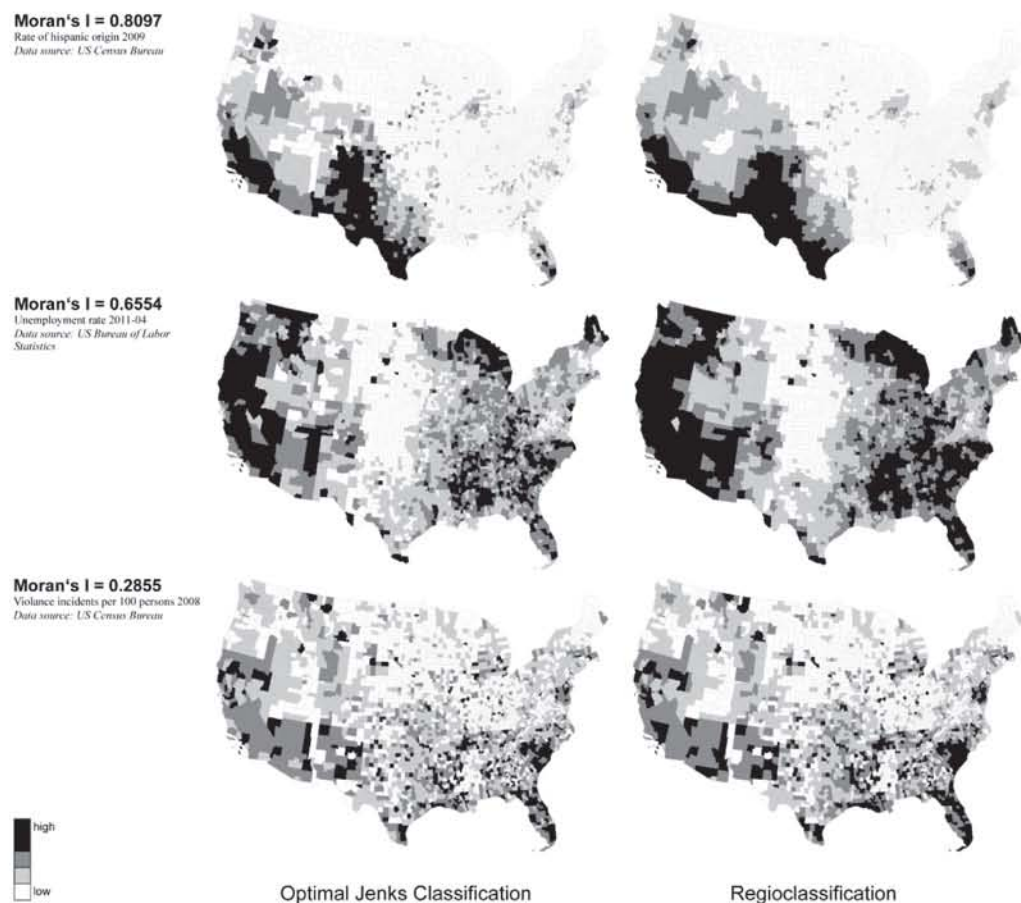 Moran‘s I = 0.8097
Rate of hispanic origin 2009
Data source: US Census Bureau
Moran‘s I = 0.6554
Unemployment rate 2011-04
Data source: US Bureau of Labor
Statistics
Moran‘s I = 0.2855
Violance incidents per 100 persons 2008
Data source: US Census Bureau
high
low
Optimal Jenks Classification
Regioclassification